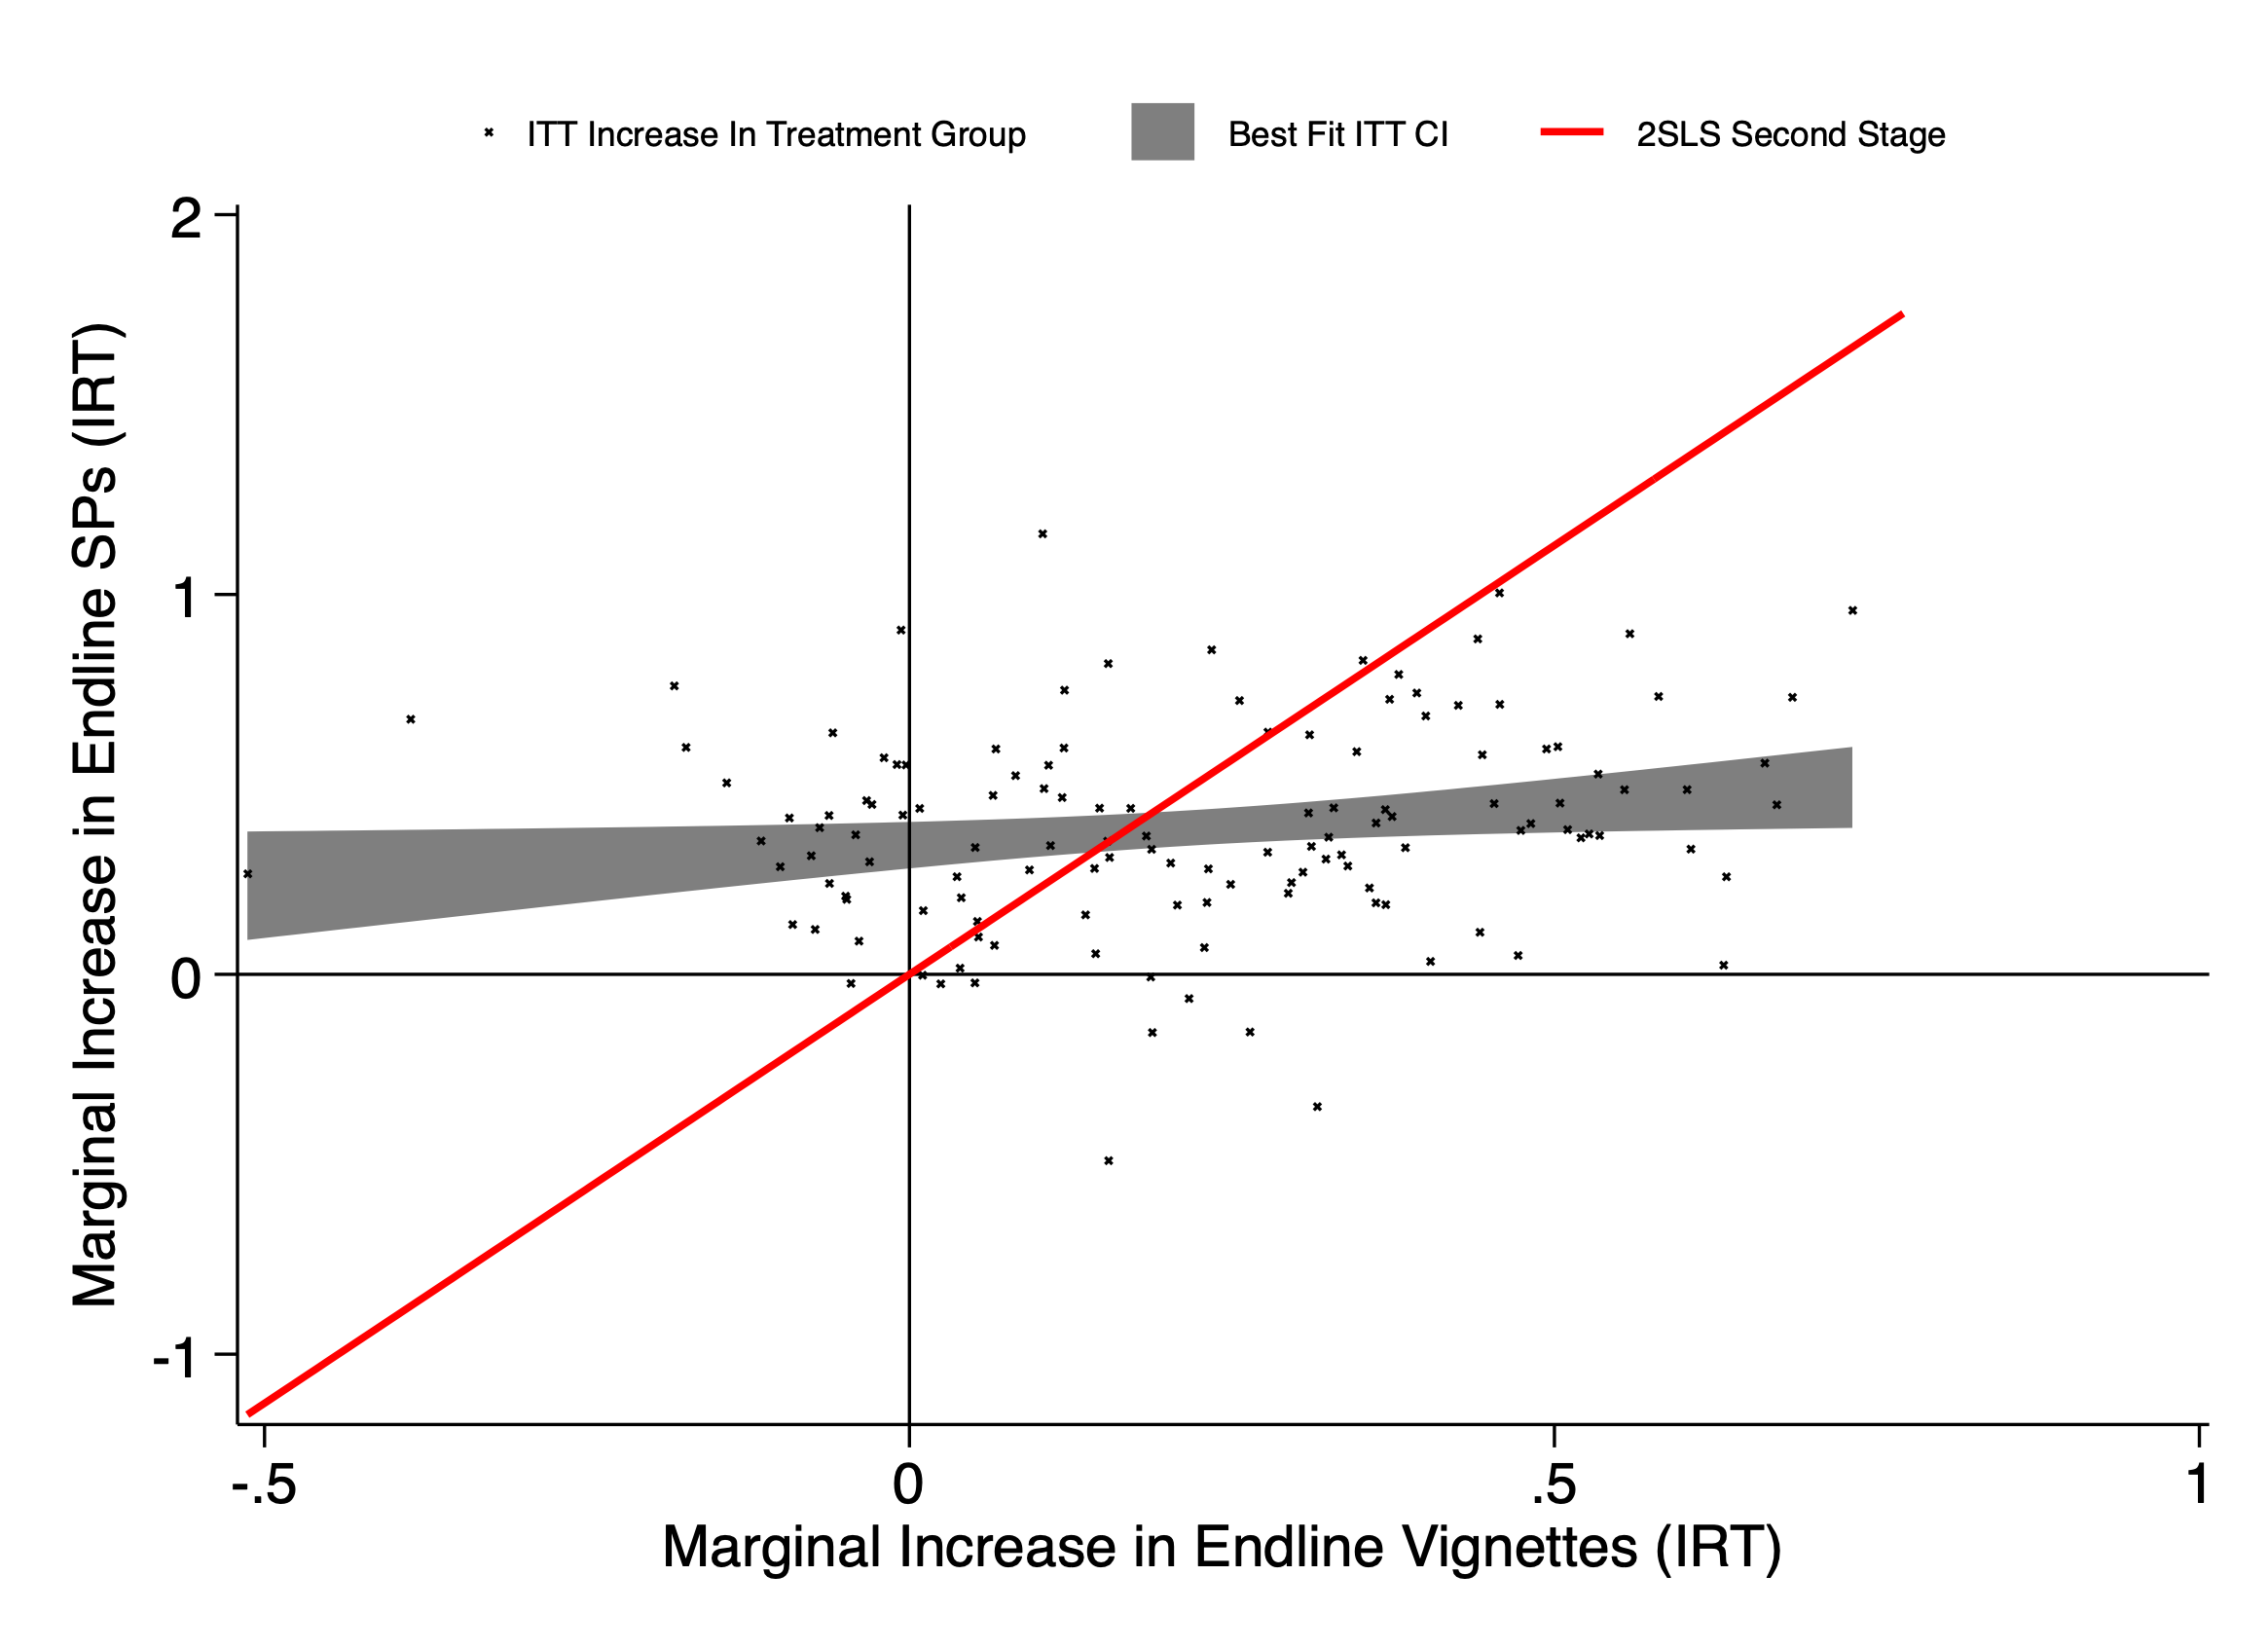 ITT Increase In Treatment Group Best Fit ITT CI 2SLS Second Stage
Marginal Increase in Endline SPs (IRT)
2
1
0
-1
-.5 0 .5 1
Marginal Increase in Endline Vignettes (IRT)